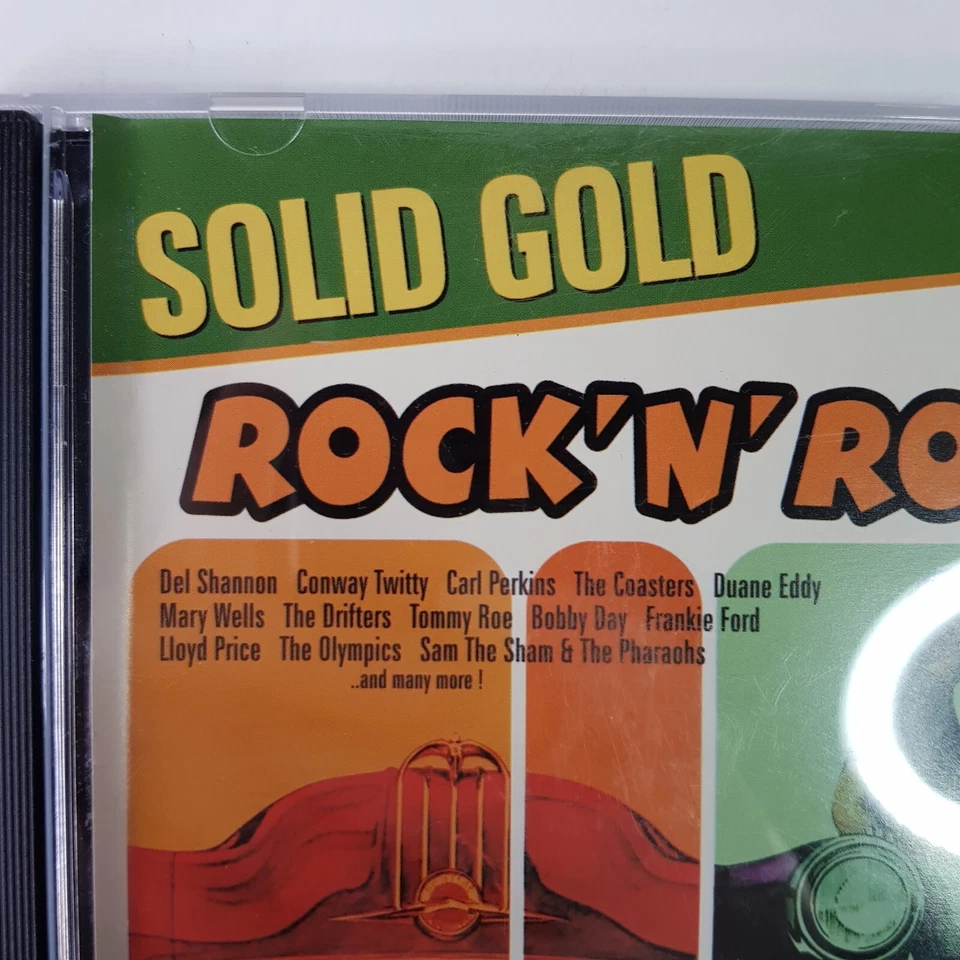 SOLID GOLD
ROCK'N'RO
Del Shannon Conway Twitty Carl Perkins The Coasters Duane Eddy
Mary Wells The Drifters Tommy Roe Bobby Day Frankie Ford
Lloyd Price The Olympics Sam The Sham & The Pharaohs
..and many more !